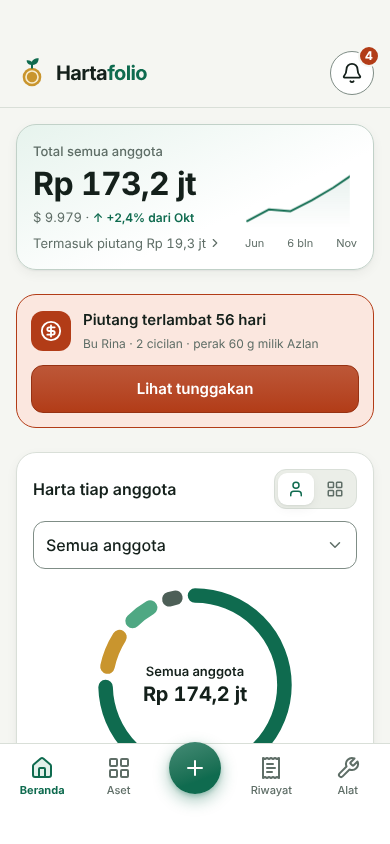 Hartafolio
4
Total semua anggota
Rp 173,2 jt
$ 9.979 · ↑ +2,4% dari Okt
Termasuk piutang Rp 19,3 jt >
Jun 6 bln Nov
Piutang terlambat 56 hari
Bu Rina · 2 cicilan · perak 60 g milik Azlan
Lihat tunggakan
Harta tiap anggota
Semua anggota
Semua anggota
Rp 174,2 jt
Beranda
Aset
Riwayat
Alat